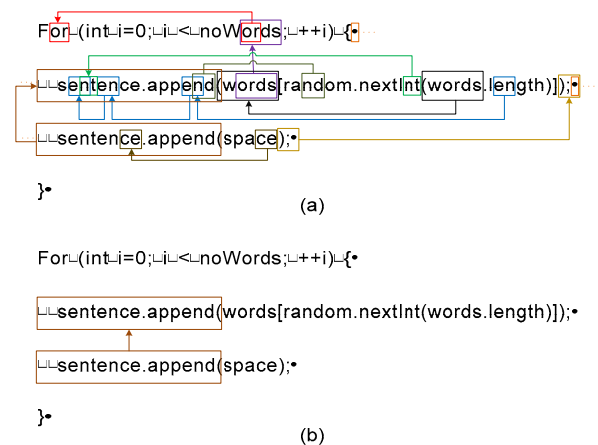 For␣(int␣i=0;␣i␣<␣noWords;␣++i)␣{•
␣␣sentence.append(words[random.nextInt(words.length)]);•
␣␣sentence.append(space);•
}•
(a)
For␣(int␣i=0;␣i␣<␣noWords;␣++i)␣{•
␣␣sentence.append(words[random.nextInt(words.length)]);•
␣␣sentence.append(space);•
}•
(b)